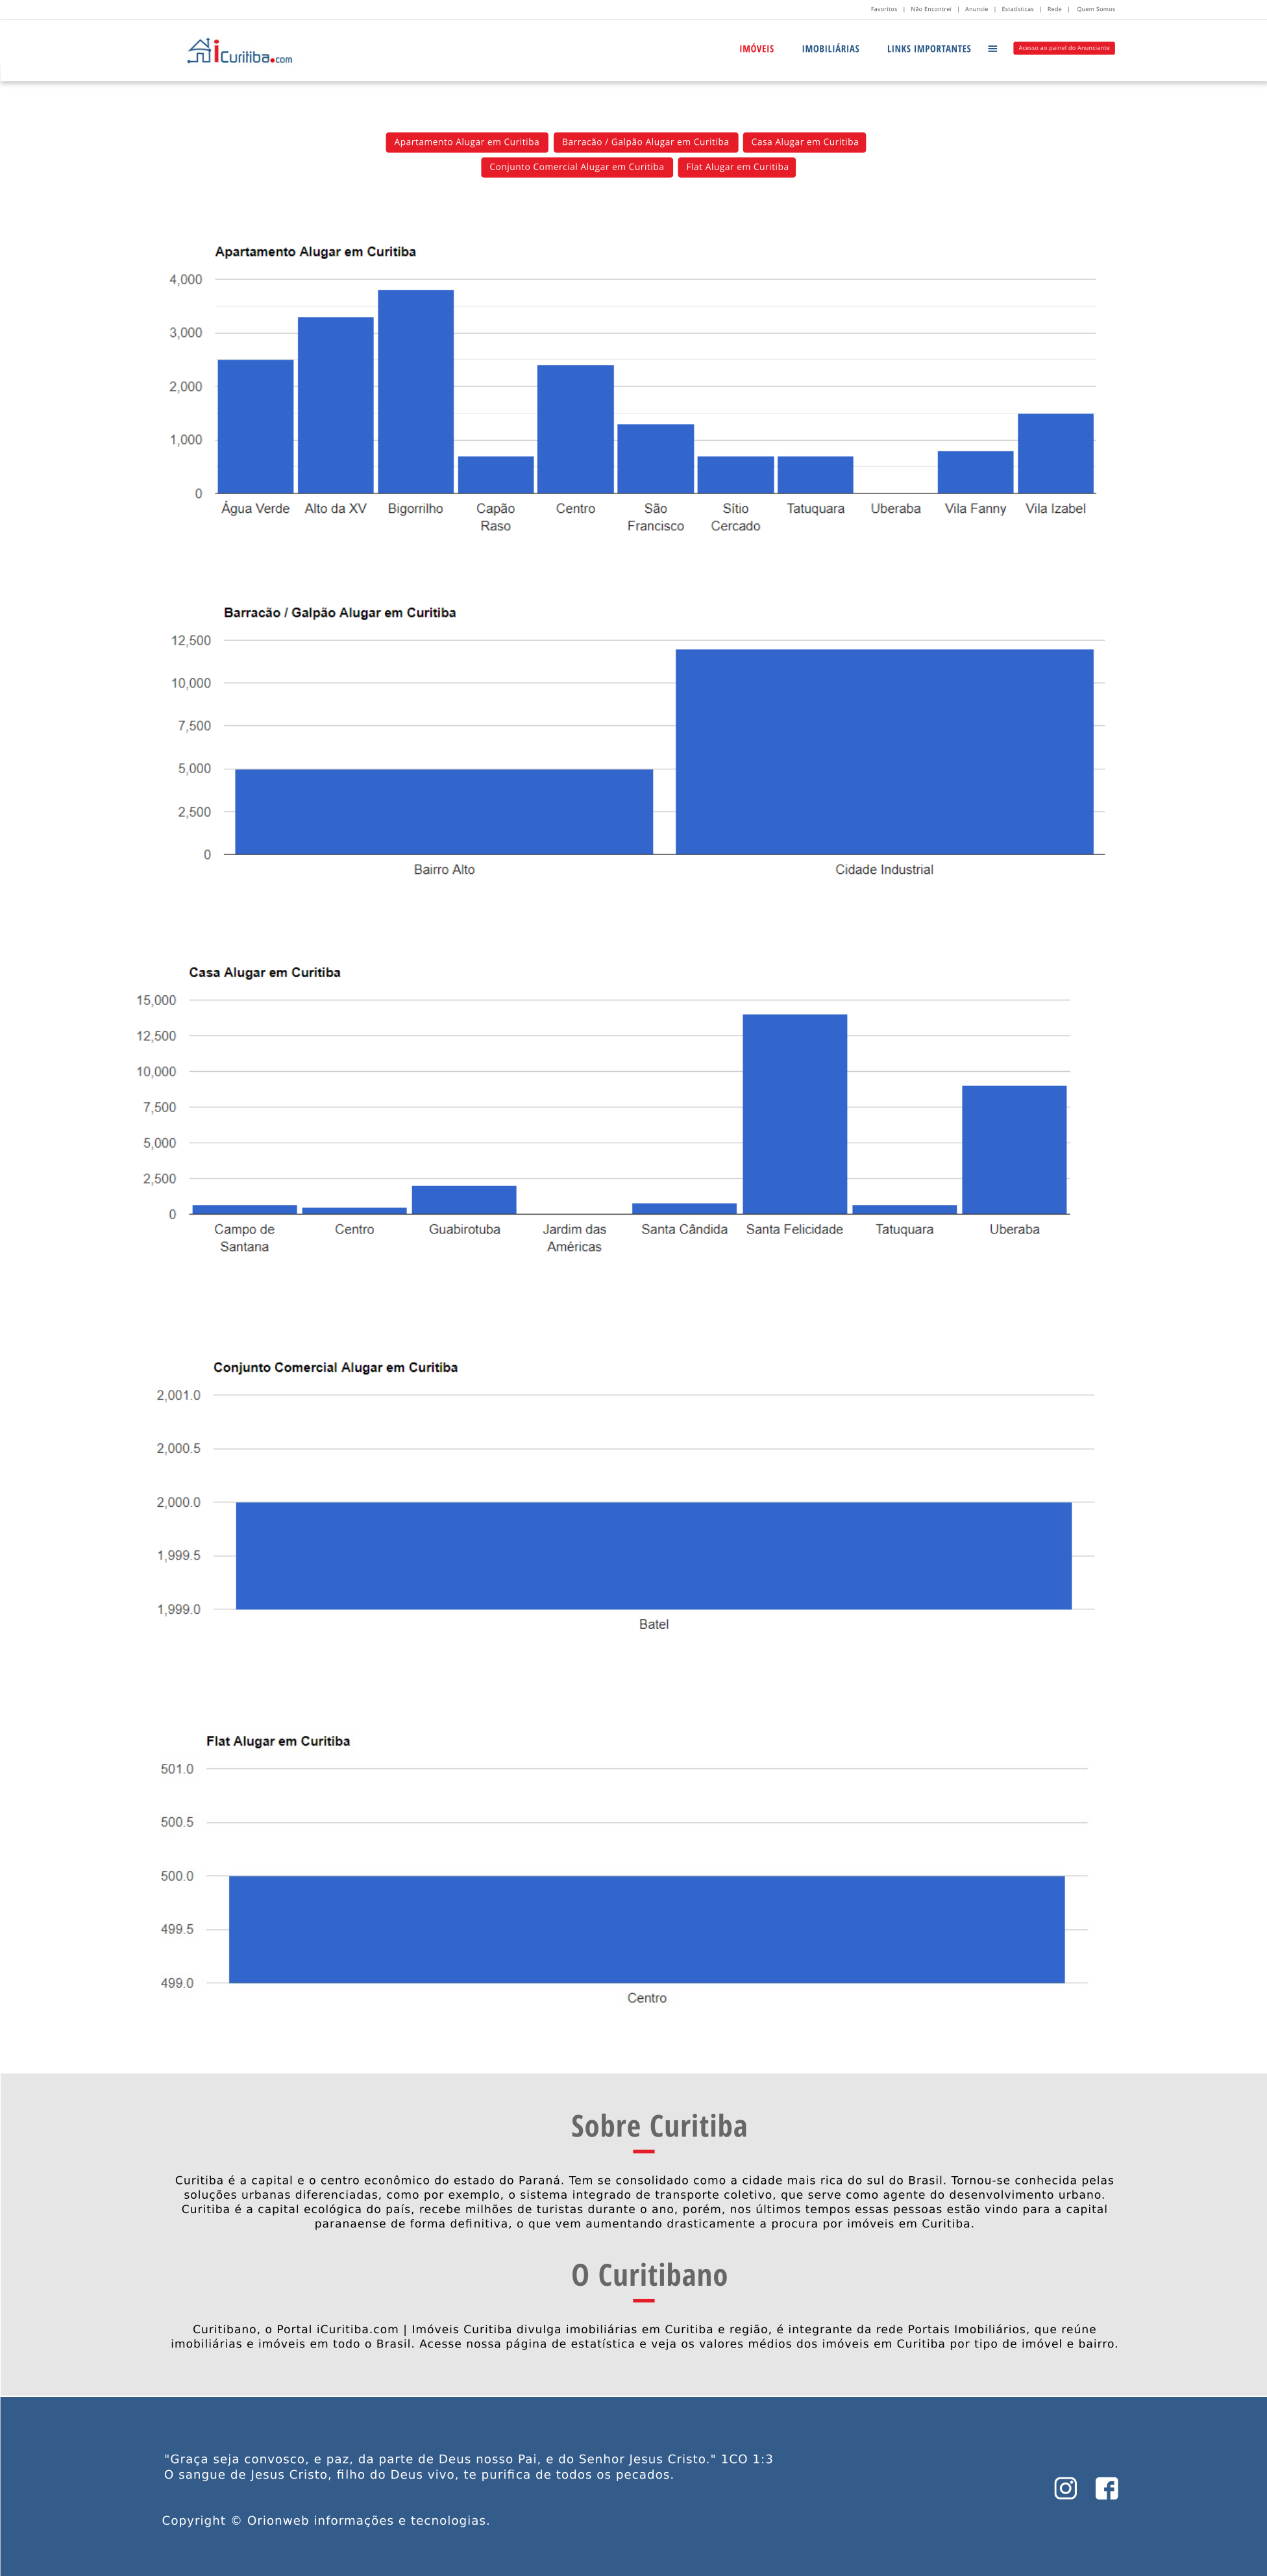 Favoritos | Não Encontrei | Anuncie | Estatísticas | Rede | Quem Somos
iCuritiba.com
IMÓVEIS IMOBILIÁRIAS LINKS IMPORTANTES Acesso ao painel do Anunciante
Apartamento Alugar em Curitiba Barracão / Galpão Alugar em Curitiba Casa Alugar em Curitiba
Conjunto Comercial Alugar em Curitiba Flat Alugar em Curitiba
Apartamento Alugar em Curitiba
4,000
3,000
2,000
1,000
0
Água Verde Alto da XV Bigorrilho Capão Raso Centro São Francisco Sítio Cercado Tatuquara Uberaba Vila Fanny Vila Izabel
Barracão / Galpão Alugar em Curitiba
12,500
10,000
7,500
5,000
2,500
0
Bairro Alto Cidade Industrial
Casa Alugar em Curitiba
15,000
12,500
10,000
7,500
5,000
2,500
0
Campo de Santana Centro Guabirotuba Jardim das Américas Santa Cândida Santa Felicidade Tatuquara Uberaba
Conjunto Comercial Alugar em Curitiba
2,001.0
2,000.5
2,000.0
1,999.5
1,999.0
Batel
Flat Alugar em Curitiba
501.0
500.5
500.0
499.5
499.0
Centro
Sobre Curitiba
Curitiba é a capital e o centro econômico do estado do Paraná. Tem se consolidado como a cidade mais rica do sul do Brasil. Tornou-se conhecida pelas
soluções urbanas diferenciadas, como por exemplo, o sistema integrado de transporte coletivo, que serve como agente do desenvolvimento urbano.
Curitiba é a capital ecológica do país, recebe milhões de turistas durante o ano, porém, nos últimos tempos essas pessoas estão vindo para a capital
paranaense de forma definitiva, o que vem aumentando drasticamente a procura por imóveis em Curitiba.
O Curitibano
Curitibano, o Portal iCuritiba.com | Imóveis Curitiba divulga imobiliárias em Curitiba e região, é integrante da rede Portais Imobiliários, que reúne
imobiliárias e imóveis em todo o Brasil. Acesse nossa página de estatística e veja os valores médios dos imóveis em Curitiba por tipo de imóvel e bairro.
"Graça seja convosco, e paz, da parte de Deus nosso Pai, e do Senhor Jesus Cristo." 1CO 1:3
O sangue de Jesus Cristo, filho do Deus vivo, te purifica de todos os pecados.
Copyright © Orionweb informações e tecnologias.